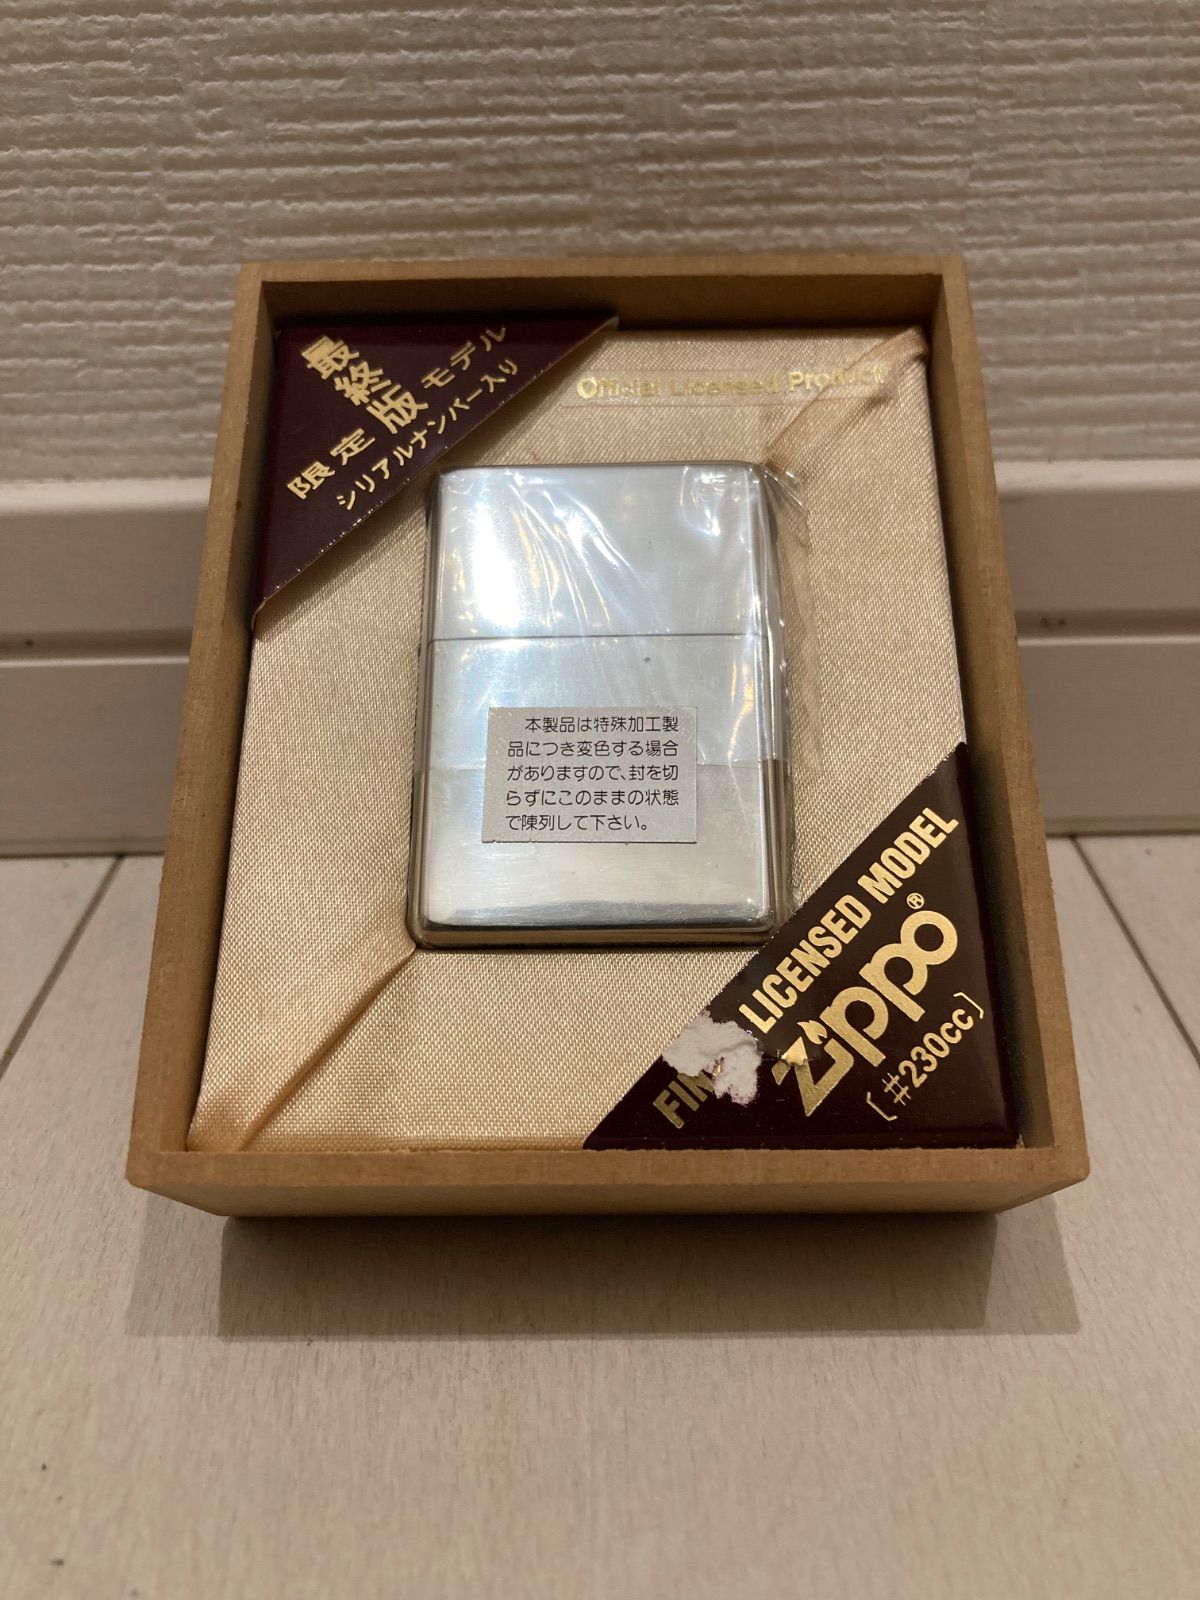 最終版モデル
限定
シリアルナンバー入り
Official Licensed Product
本製品は特殊加工製
品につき変色する場合
がありますので、封を切
らずにこのままの状態
で陳列して下さい。
LICENSED MODEL
Zippo®
[#230cc]